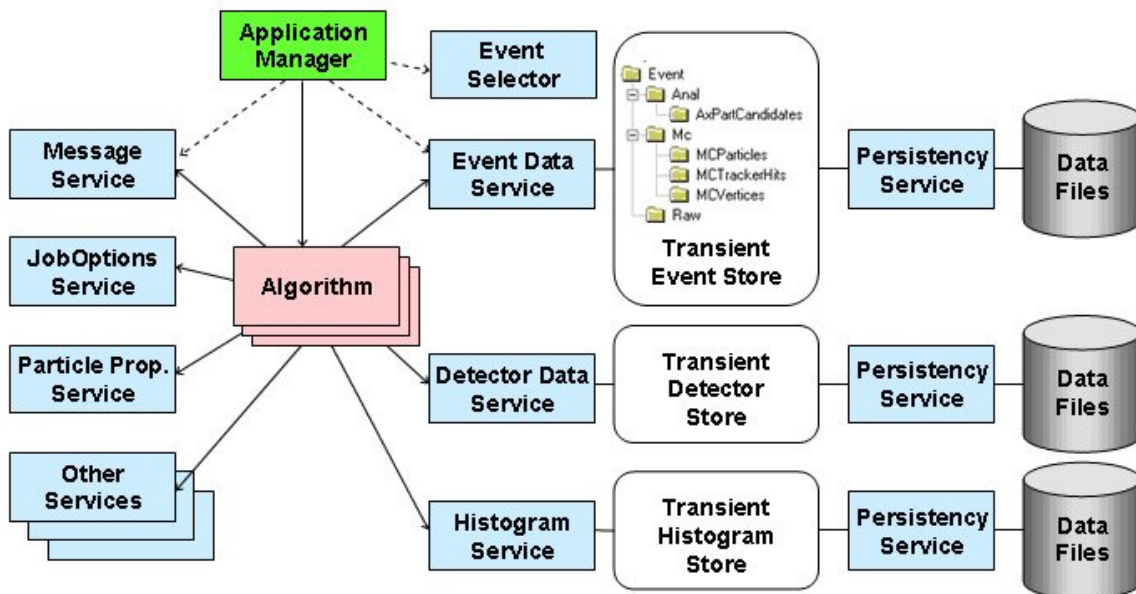 Application
Manager
Event
Selector
Message
Service
Event Data
Service
Event
Anal
AxPartCandidates
Mc
MCParticles
MCTrackerHits
MCVertices
Raw
Transient
Event Store
Persistency
Service
Data
Files
JobOptions
Service
Algorithm
Particle Prop.
Service
Detector Data
Service
Transient
Detector
Store
Persistency
Service
Data
Files
Other
Services
Histogram
Service
Transient
Histogram
Store
Persistency
Service
Data
Files